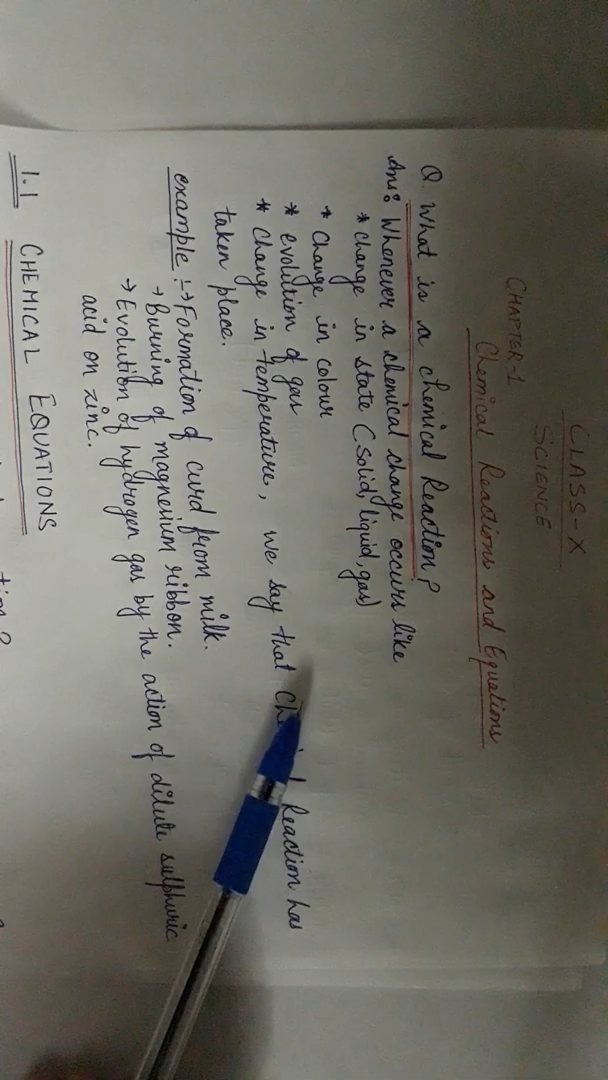 CLASS-X
SCIENCE
CHAPTER-1
Chemical Reactions and Equations
Q. What is a chemical Reaction?
Ans: Whenever a chemical change occurs like
* change in state (solid, liquid, gas)
* Change in colour
* evolution of gas
* Change in temperature, we say that Reaction has
taken place.
example :-→ Formation of curd from milk.
→ Burning of magnesium ribbon.
→ Evolution of hydrogen gas by the action of dilute sulphuric
acid on zinc.
1.1 CHEMICAL EQUATIONS